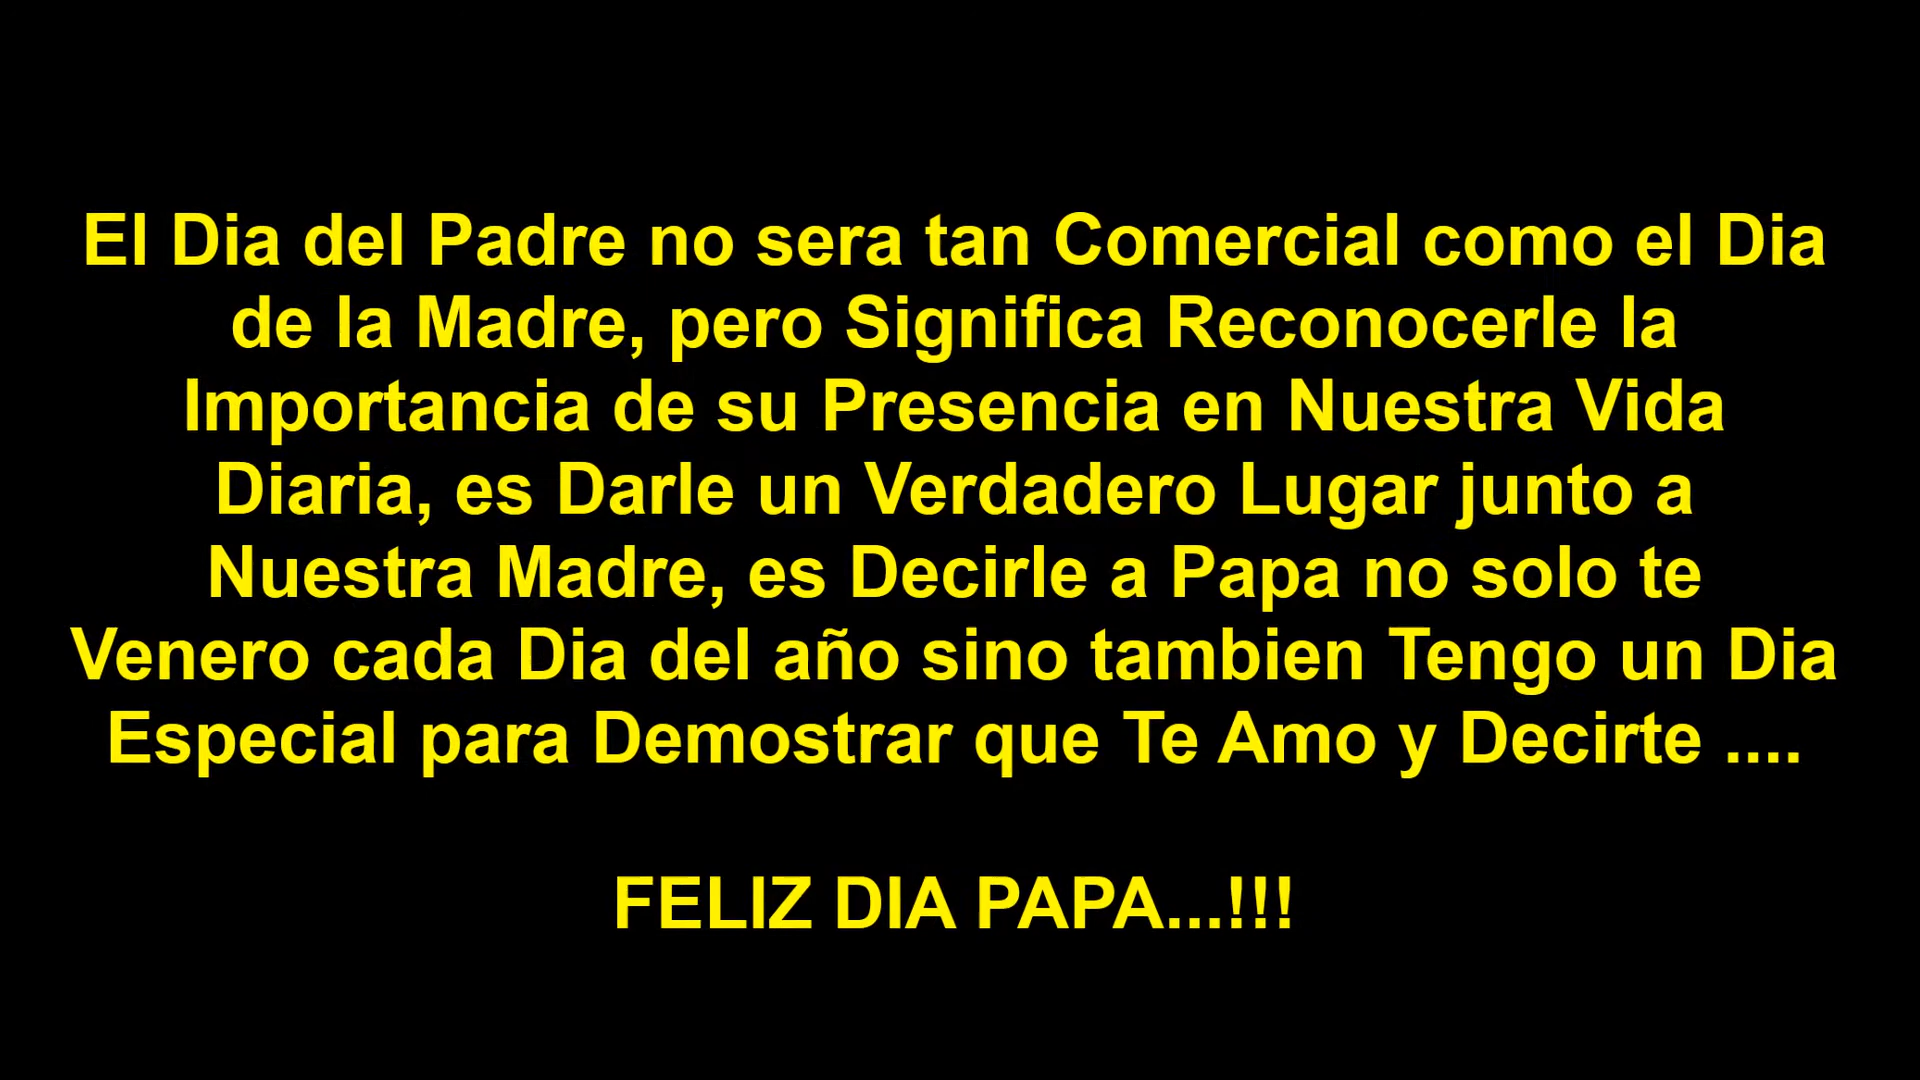 El Dia del Padre no sera tan Comercial como el Dia
de la Madre, pero Significa Reconocerle la
Importancia de su Presencia en Nuestra Vida
Diaria, es Darle un Verdadero Lugar junto a
Nuestra Madre, es Decirle a Papa no solo te
Venero cada Dia del año sino tambien Tengo un Dia
Especial para Demostrar que Te Amo y Decirte ....
FELIZ DIA PAPA...!!!